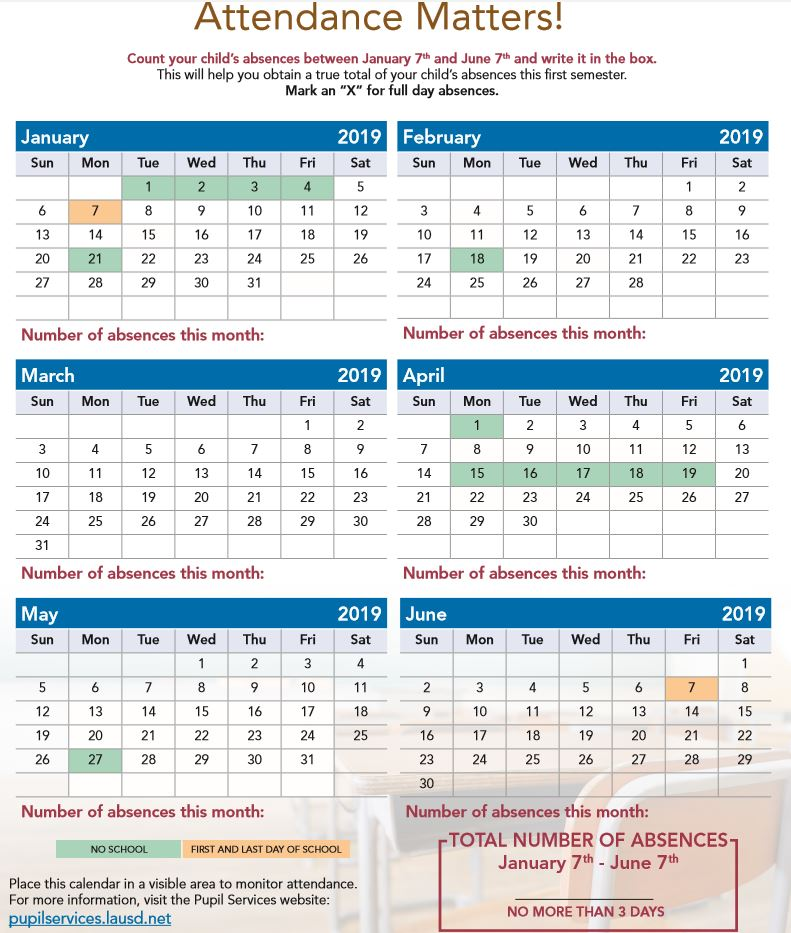 Attendance Matters!
Count your child's absences between January 7th and June 7th and write it in the box.
This will help you obtain a true total of your child's absences this first semester.
Mark an "X" for full day absences.
January 2019
Sun Mon Tue Wed Thu Fri Sat
1 2 3 4 5
6 7 8 9 10 11 12
13 14 15 16 17 18 19
20 21 22 23 24 25 26
27 28 29 30 31
Number of absences this month:
February 2019
Sun Mon Tue Wed Thu Fri Sat
1 2
3 4 5 6 7 8 9
10 11 12 13 14 15 16
17 18 19 20 21 22 23
24 25 26 27 28
Number of absences this month:
March 2019
Sun Mon Tue Wed Thu Fri Sat
1 2
3 4 5 6 7 8 9
10 11 12 13 14 15 16
17 18 19 20 21 22 23
24 25 26 27 28 29 30
31
Number of absences this month:
April 2019
Sun Mon Tue Wed Thu Fri Sat
1 2 3 4 5 6
7 8 9 10 11 12 13
14 15 16 17 18 19 20
21 22 23 24 25 26 27
28 29 30
Number of absences this month:
May 2019
Sun Mon Tue Wed Thu Fri Sat
1 2 3 4
5 6 7 8 9 10 11
12 13 14 15 16 17 18
19 20 21 22 23 24 25
26 27 28 29 30 31
Number of absences this month:
June 2019
Sun Mon Tue Wed Thu Fri Sat
1
2 3 4 5 6 7 8
9 10 11 12 13 14 15
16 17 18 19 20 21 22
23 24 25 26 27 28 29
30
Number of absences this month:
NO SCHOOL
FIRST AND LAST DAY OF SCHOOL
Place this calendar in a visible area to monitor attendance.
For more information, visit the Pupil Services website:
pupilservices.lausd.net
TOTAL NUMBER OF ABSENCES
January 7th - June 7th
NO MORE THAN 3 DAYS